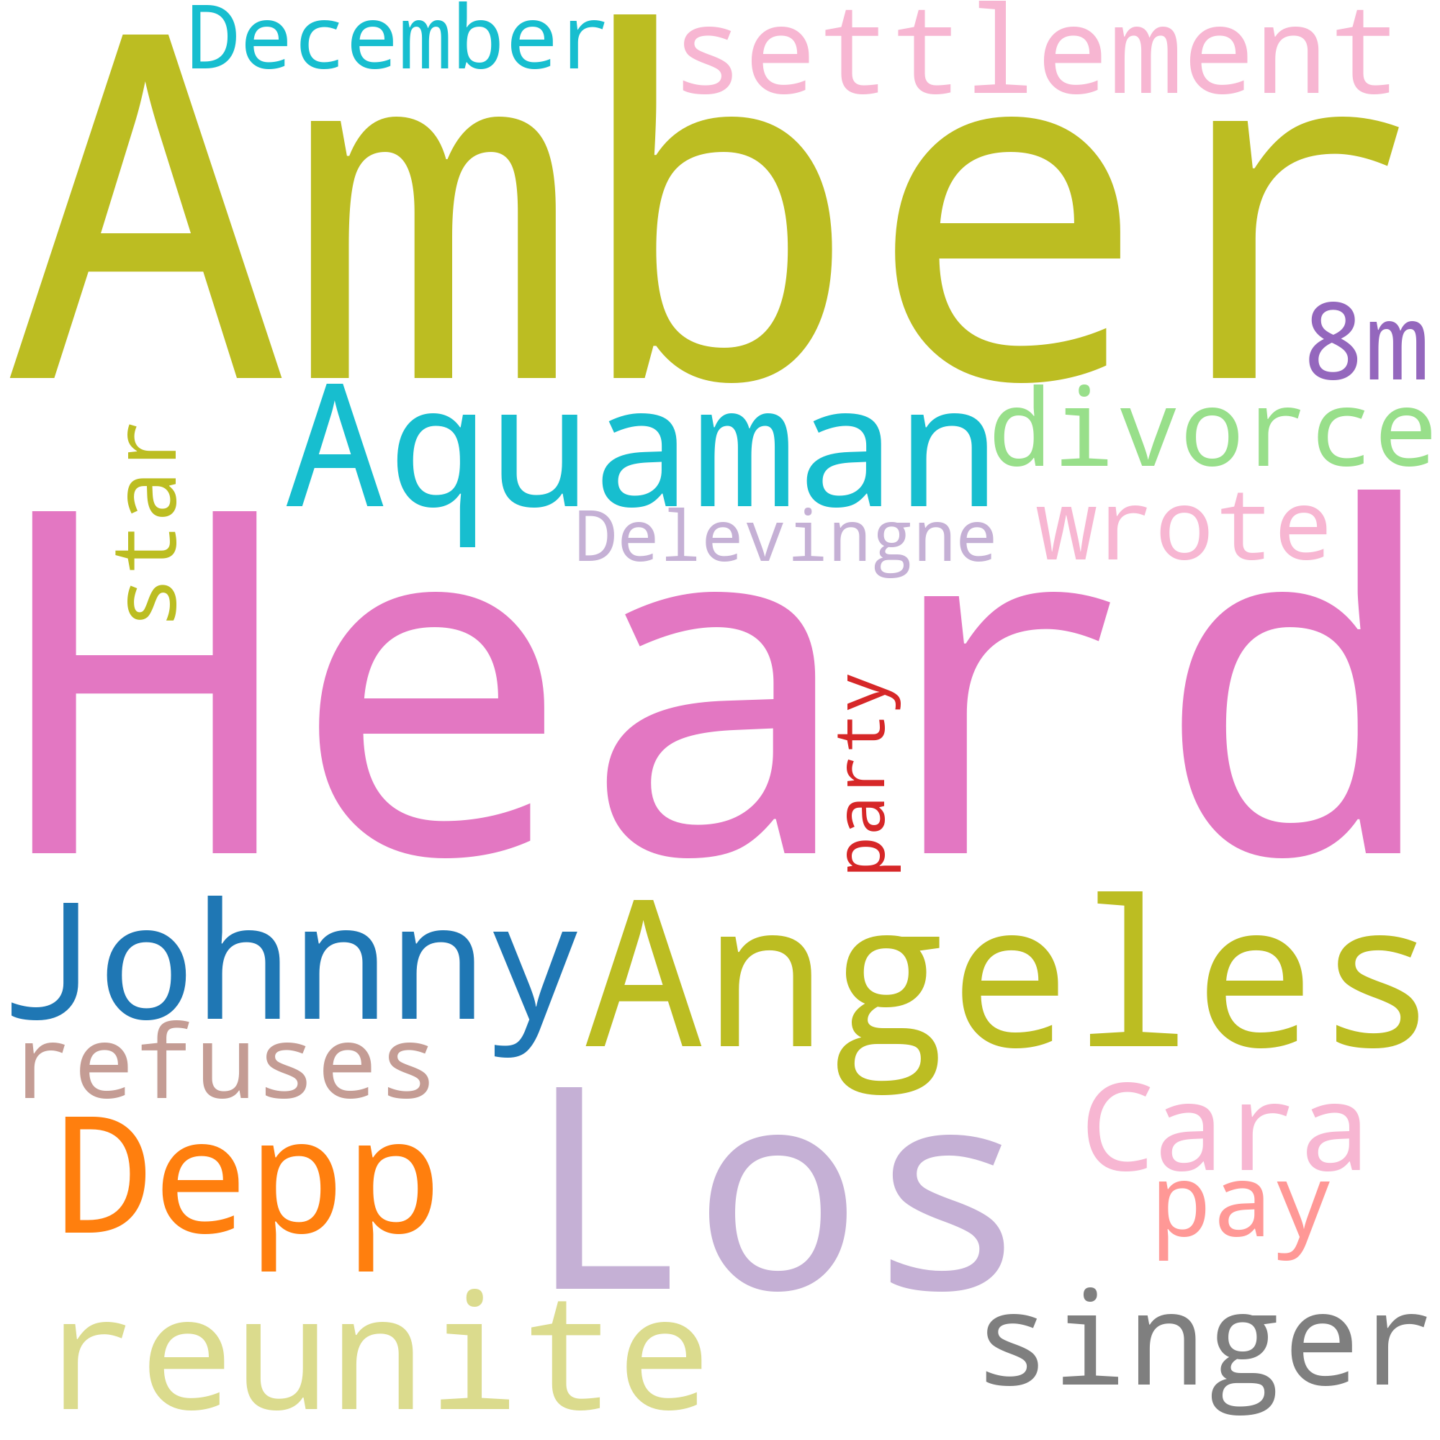 December
settlement
Amber
8m
Aquaman
divorce
star
Delevingne
wrote
Heard
party
Johnny
Angeles
refuses
Depp
Los
Cara
pay
reunite
singer